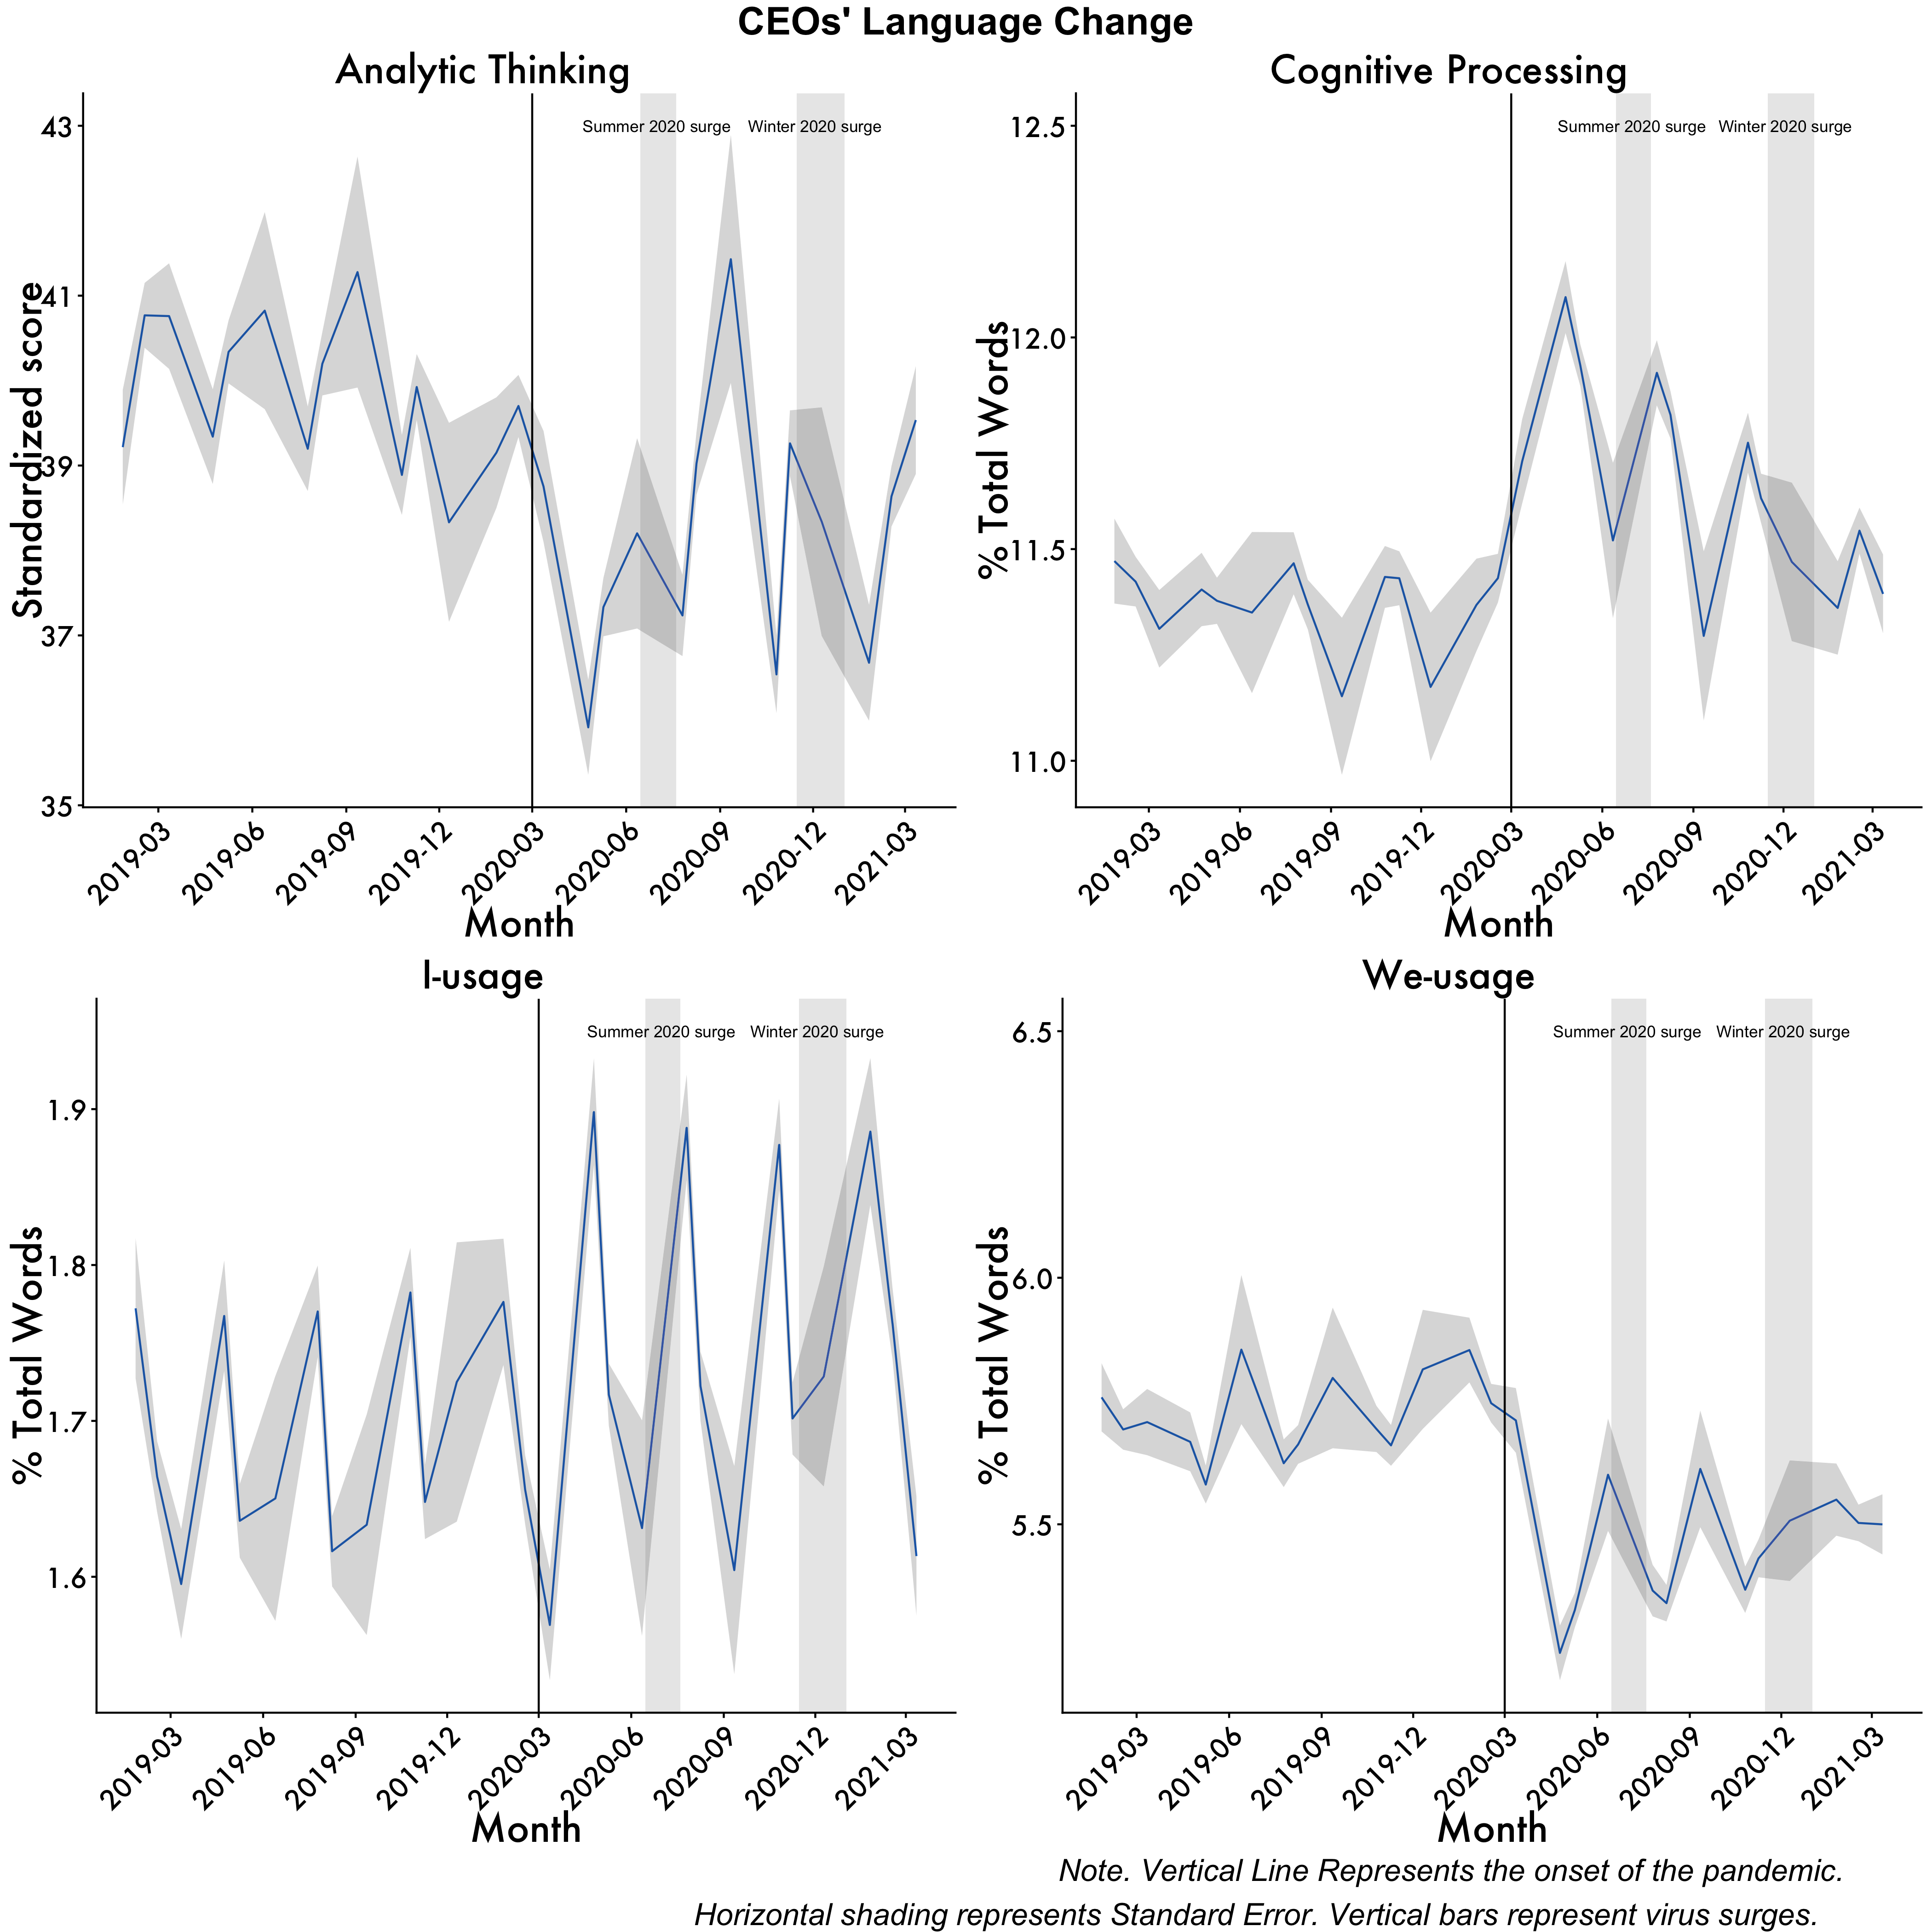 CEOs' Language Change
Analytic Thinking
Standardized score
43
41
39
37
35
Summer 2020 surge
Winter 2020 surge
2019-03
2019-06
2019-09
2019-12
2020-03
2020-06
2020-09
2020-12
2021-03
Month
Cognitive Processing
% Total Words
12.5
12.0
11.5
11.0
Summer 2020 surge
Winter 2020 surge
2019-03
2019-06
2019-09
2019-12
2020-03
2020-06
2020-09
2020-12
2021-03
Month
I-usage
% Total Words
1.9
1.8
1.7
1.6
Summer 2020 surge
Winter 2020 surge
2019-03
2019-06
2019-09
2019-12
2020-03
2020-06
2020-09
2020-12
2021-03
Month
We-usage
% Total Words
6.5
6.0
5.5
Summer 2020 surge
Winter 2020 surge
2019-03
2019-06
2019-09
2019-12
2020-03
2020-06
2020-09
2020-12
2021-03
Month
Note. Vertical Line Represents the onset of the pandemic.
Horizontal shading represents Standard Error. Vertical bars represent virus surges.